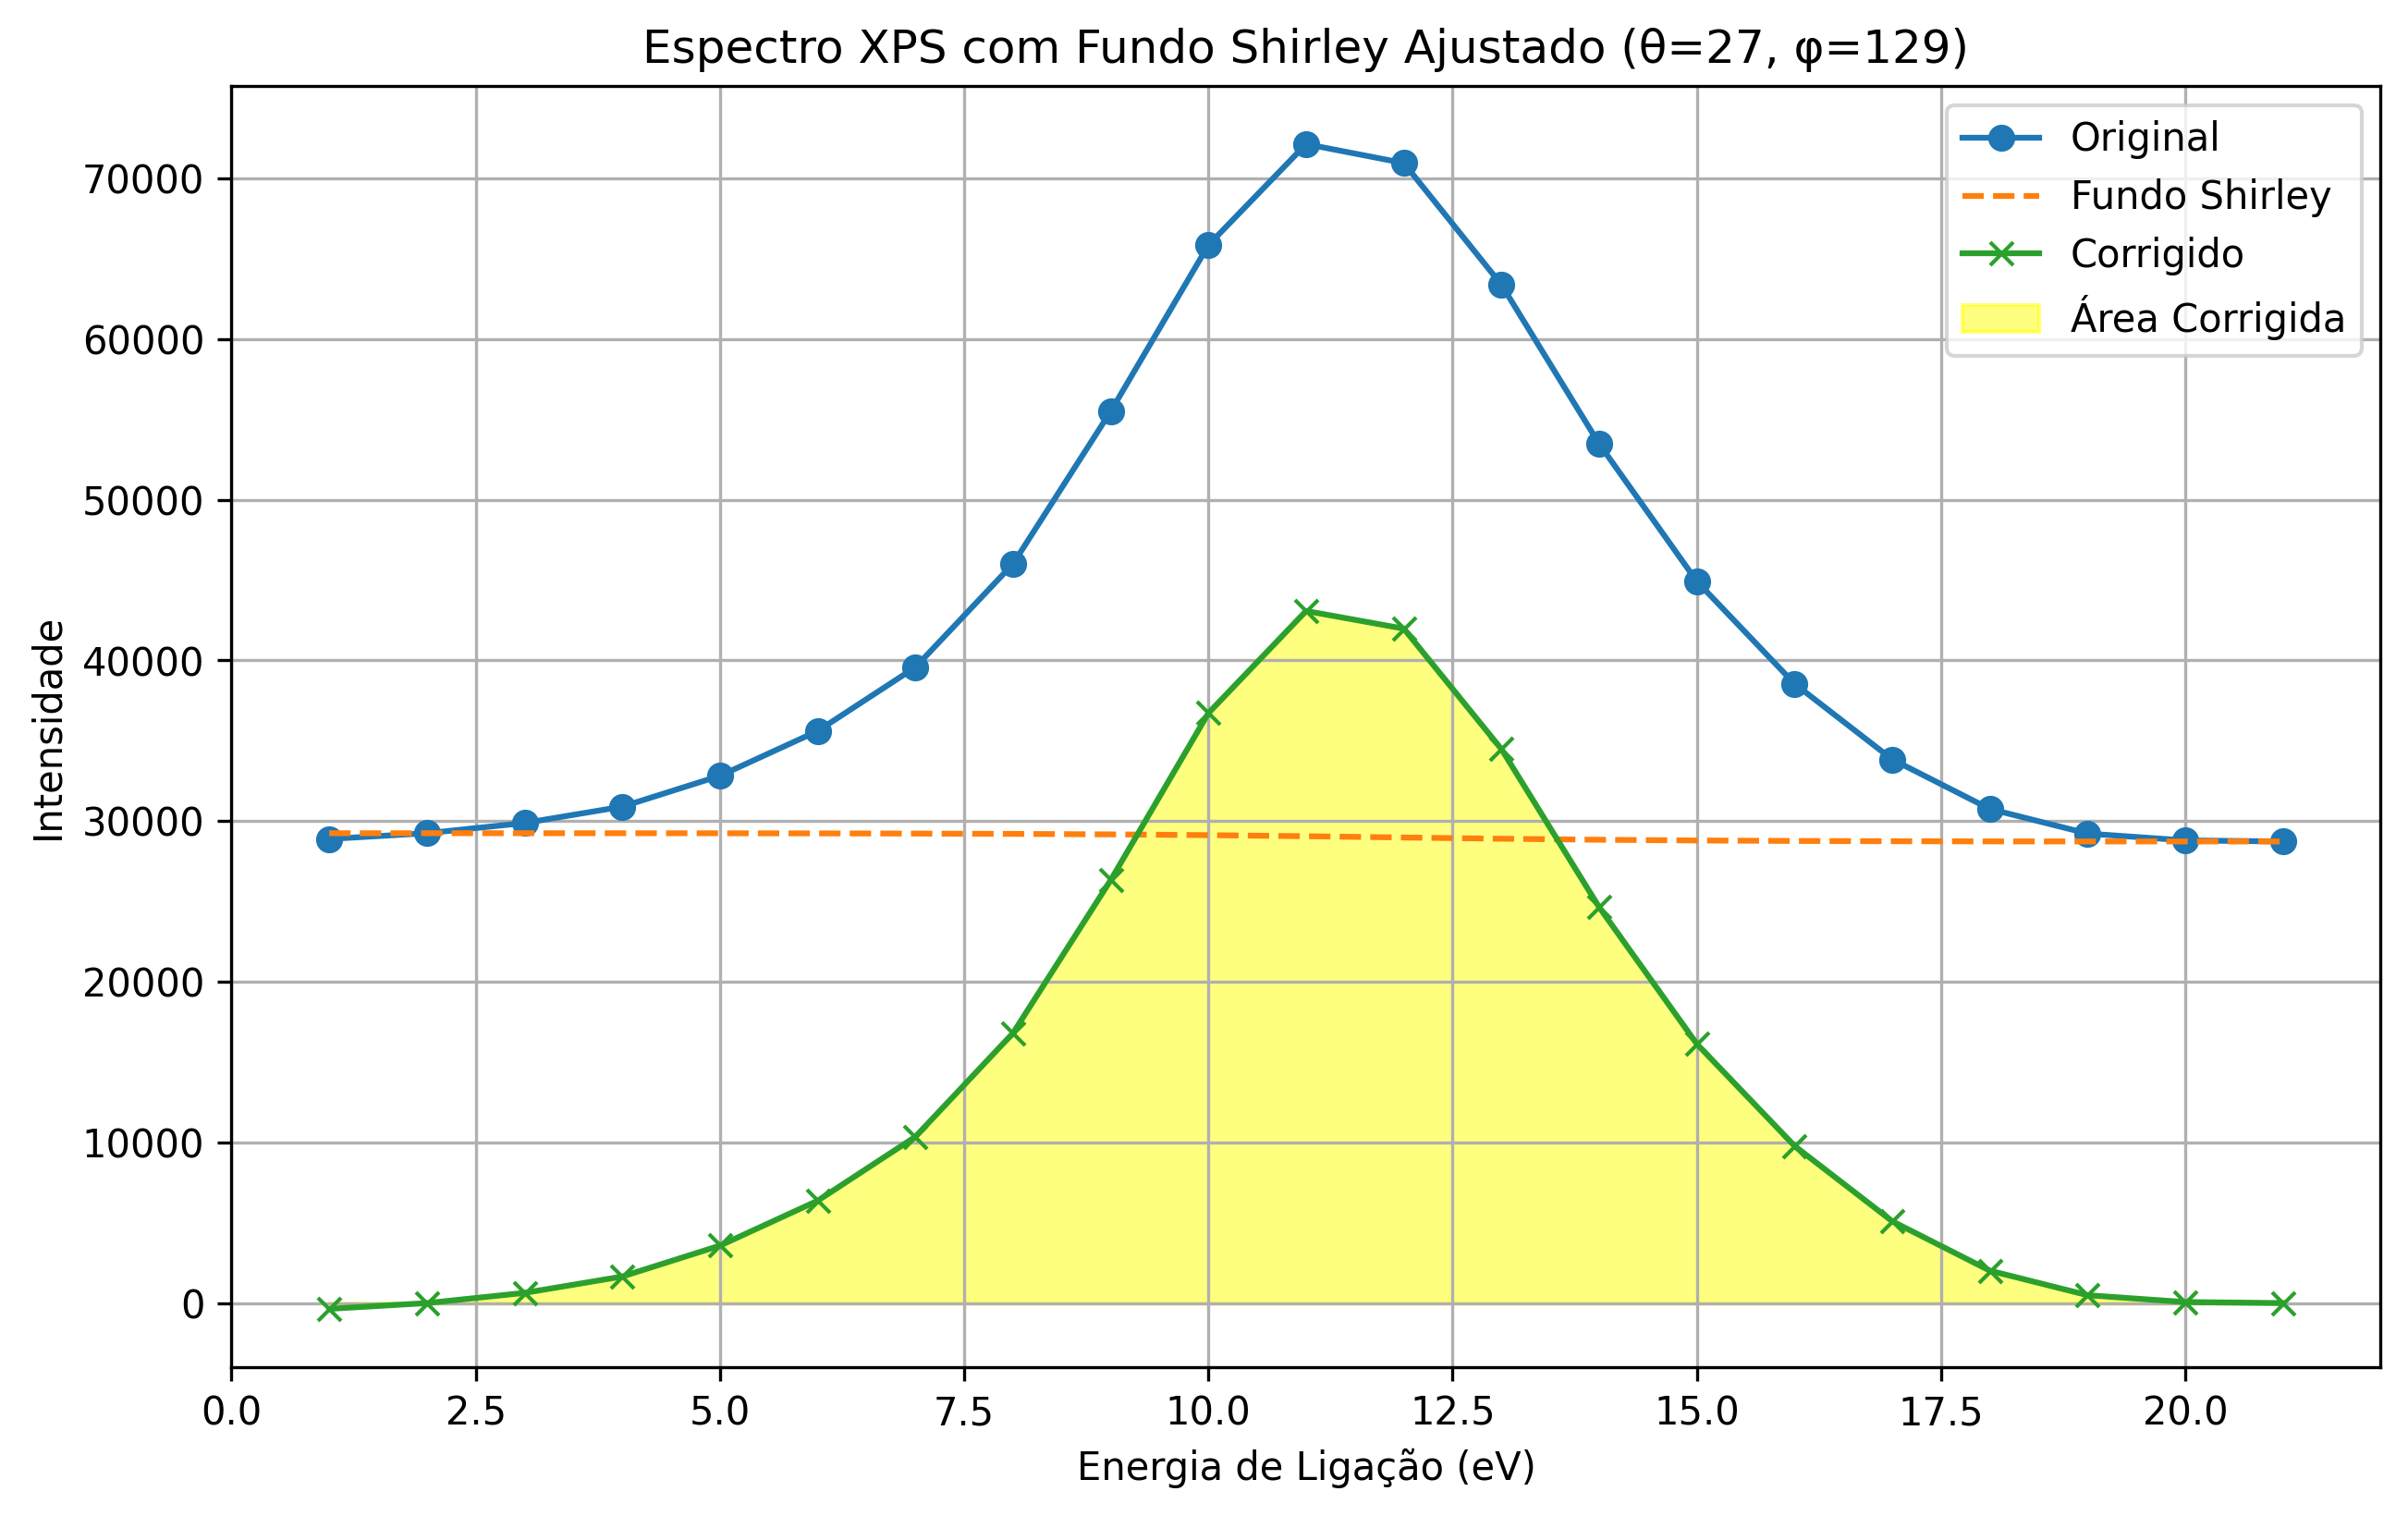 Espectro XPS com Fundo Shirley Ajustado (θ=27, φ=129)
Original
Fundo Shirley
Corrigido
Área Corrigida
Intensidade
70000
60000
50000
40000
30000
20000
10000
0
0.0 2.5 5.0 7.5 10.0 12.5 15.0 17.5 20.0
Energia de Ligação (eV)